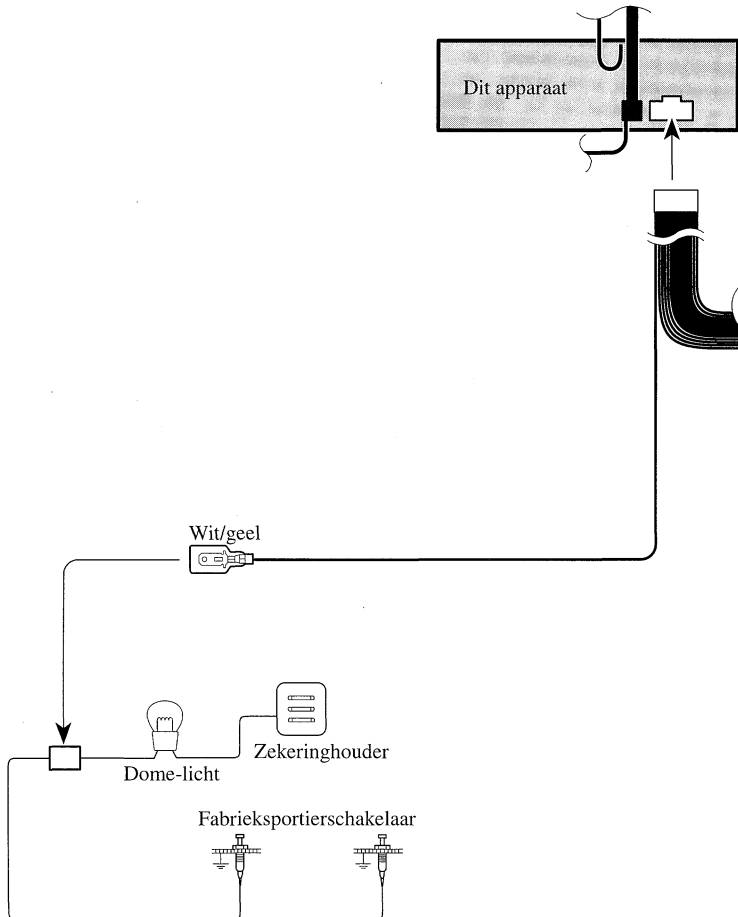 Dit apparaat
Wit/geel
Zekeringhouder
Dome-licht
Fabrieksportierschakelaar